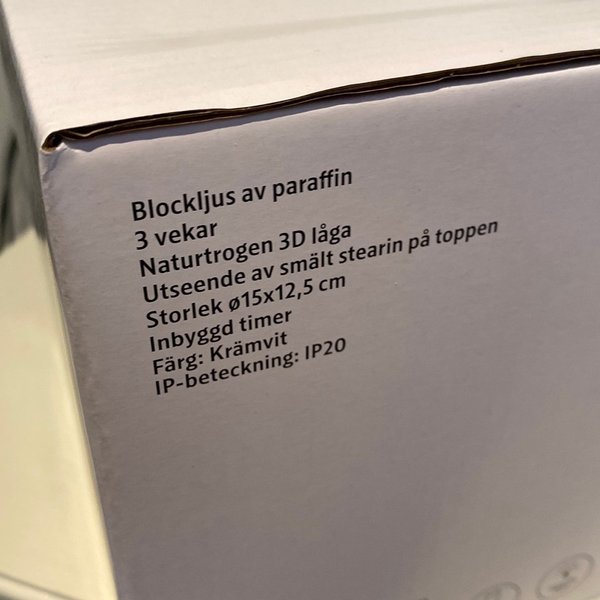 Blockljus av paraffin
3 vekar
Naturtrogen 3D låga
Utseende av smält stearin på toppen
Storlek ø15x12,5 cm
Inbyggd timer
Färg: Krämvit
IP-beteckning: IP20